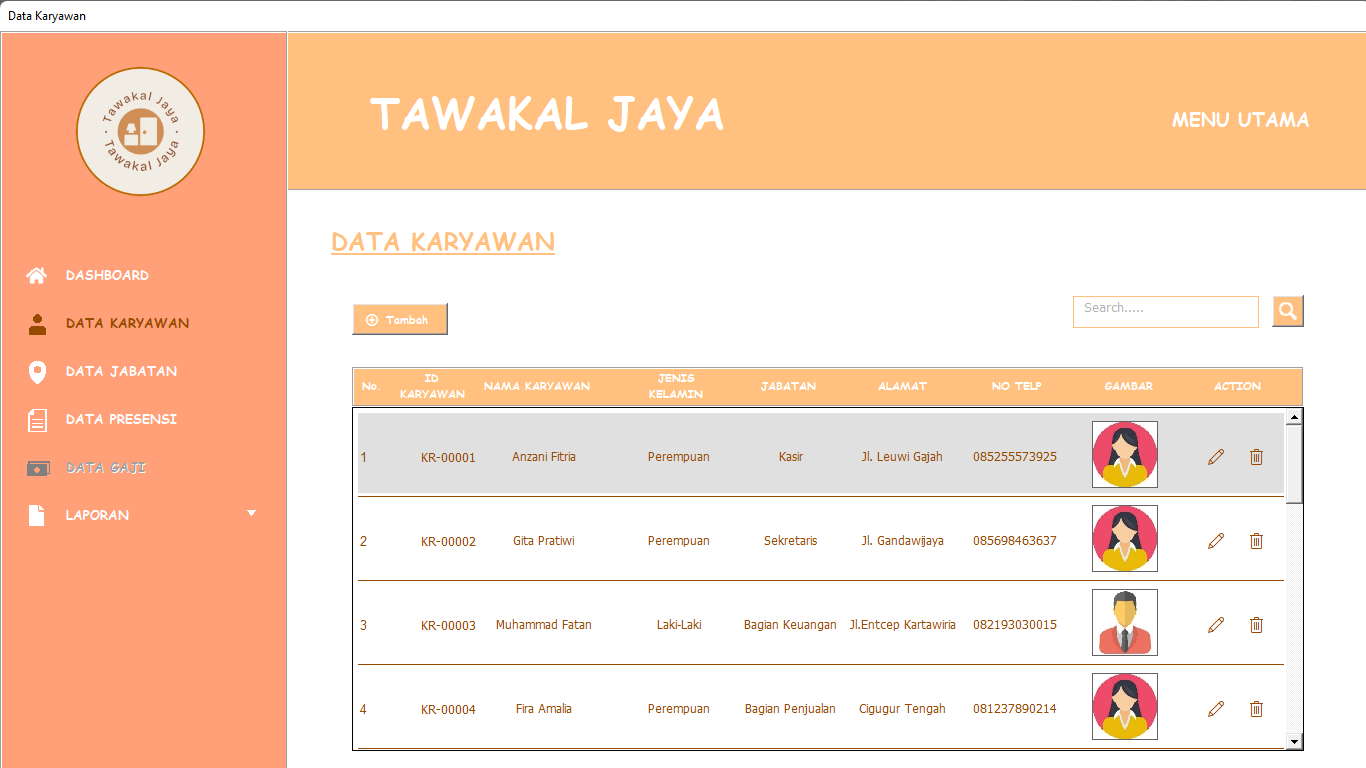 Data Karyawan
Tawakal Jaya
Tawakal Jaya
TAWAKAL JAYA
MENU UTAMA
DASHBOARD
DATA KARYAWAN
DATA JABATAN
DATA PRESENSI
DATA GAJI
LAPORAN
DATA KARYAWAN
Tambah
Search.....
No. ID KARYAWAN NAMA KARYAWAN JENIS KELAMIN JABATAN ALAMAT NO TELP GAMBAR ACTION
1 KR-00001 Anzani Fitria Perempuan Kasir Jl. Leuwi Gajah 085255573925
2 KR-00002 Gita Pratiwi Perempuan Sekretaris Jl. Gandawijaya 085698463637
3 KR-00003 Muhammad Fatan Laki-Laki Bagian Keuangan Jl.Entcep Kartawiria 082193030015
4 KR-00004 Fira Amalia Perempuan Bagian Penjualan Cigugur Tengah 081237890214